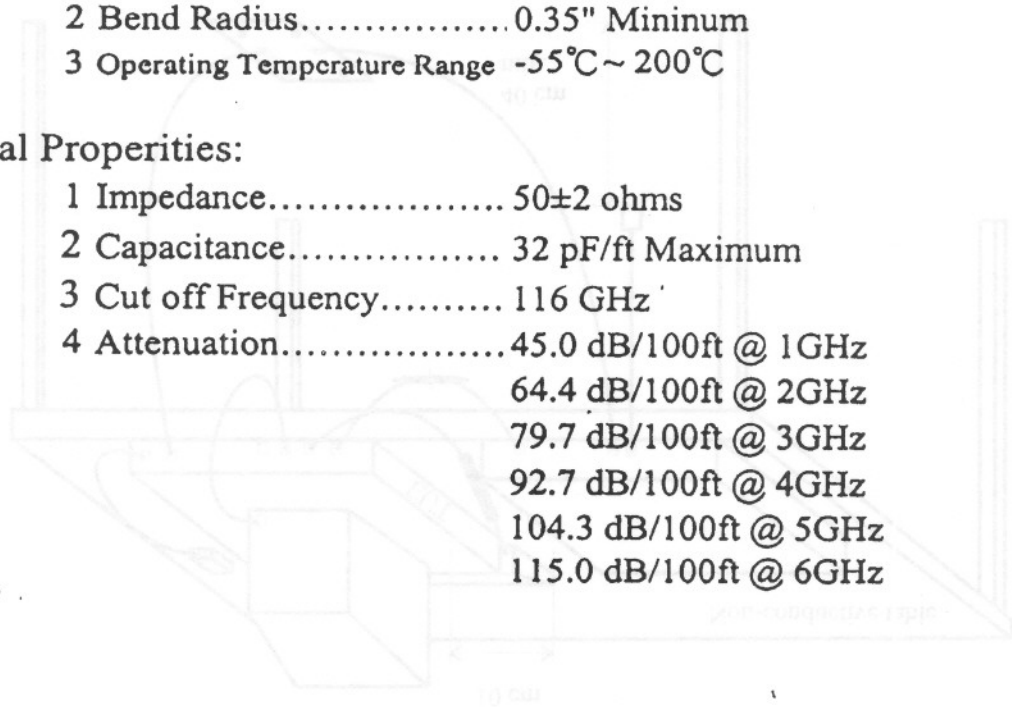 2 Bend Radius.................. 0.35" Mininum
3 Operating Temperature Range -55℃~ 200℃
al Properities:
1 Impedance.................... 50±2 ohms
2 Capacitance................. 32 pF/ft Maximum
3 Cut off Frequency.......... 116 GHz
4 Attenuation................... 45.0 dB/100ft @ 1GHz
64.4 dB/100ft @ 2GHz
79.7 dB/100ft @ 3GHz
92.7 dB/100ft @ 4GHz
104.3 dB/100ft @ 5GHz
115.0 dB/100ft @ 6GHz